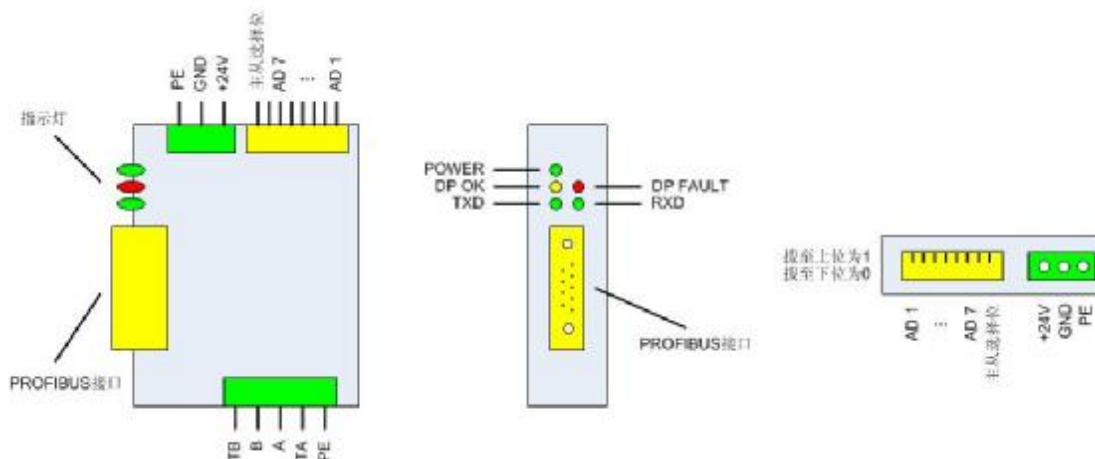 PE
GND
+24V
主从选择位
AD 7
...
AD 1
指示灯
PROFIBUS接口
TB
B
A
TA
PE
POWER
DP OK
TXD
DP FAULT
RXD
PROFIBUS接口
拨至上位为1
拨至下位为0
AD 1
...
AD 7
主从选择位
+24V
GND
PE